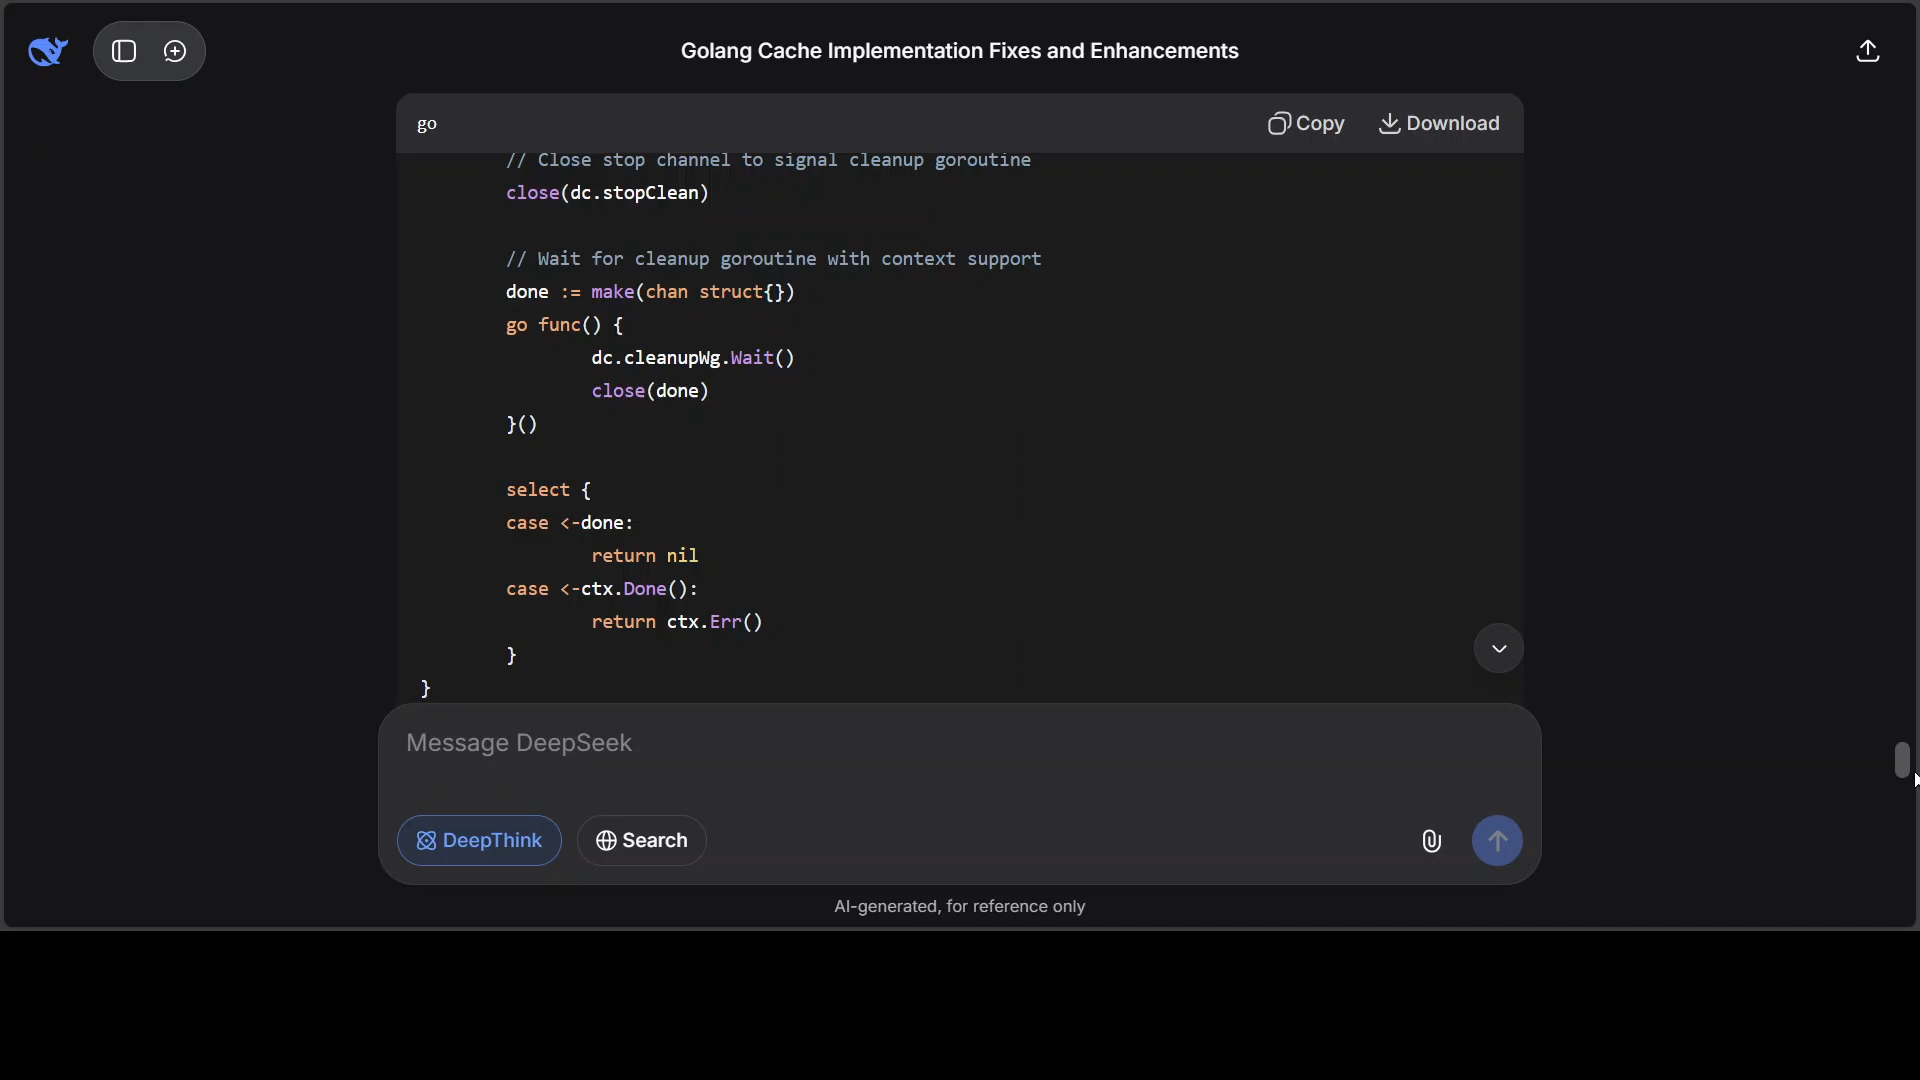 Golang Cache Implementation Fixes and Enhancements
go
Copy
Download
// Close stop channel to signal cleanup goroutine
close(dc.stopClean)
// Wait for cleanup goroutine with context support
done := make(chan struct{})
go func() {
dc.cleanupWg.Wait()
close(done)
}()
select {
case <-done:
return nil
case <-ctx.Done():
return ctx.Err()
}
}
Message DeepSeek
DeepThink
Search
AI-generated, for reference only